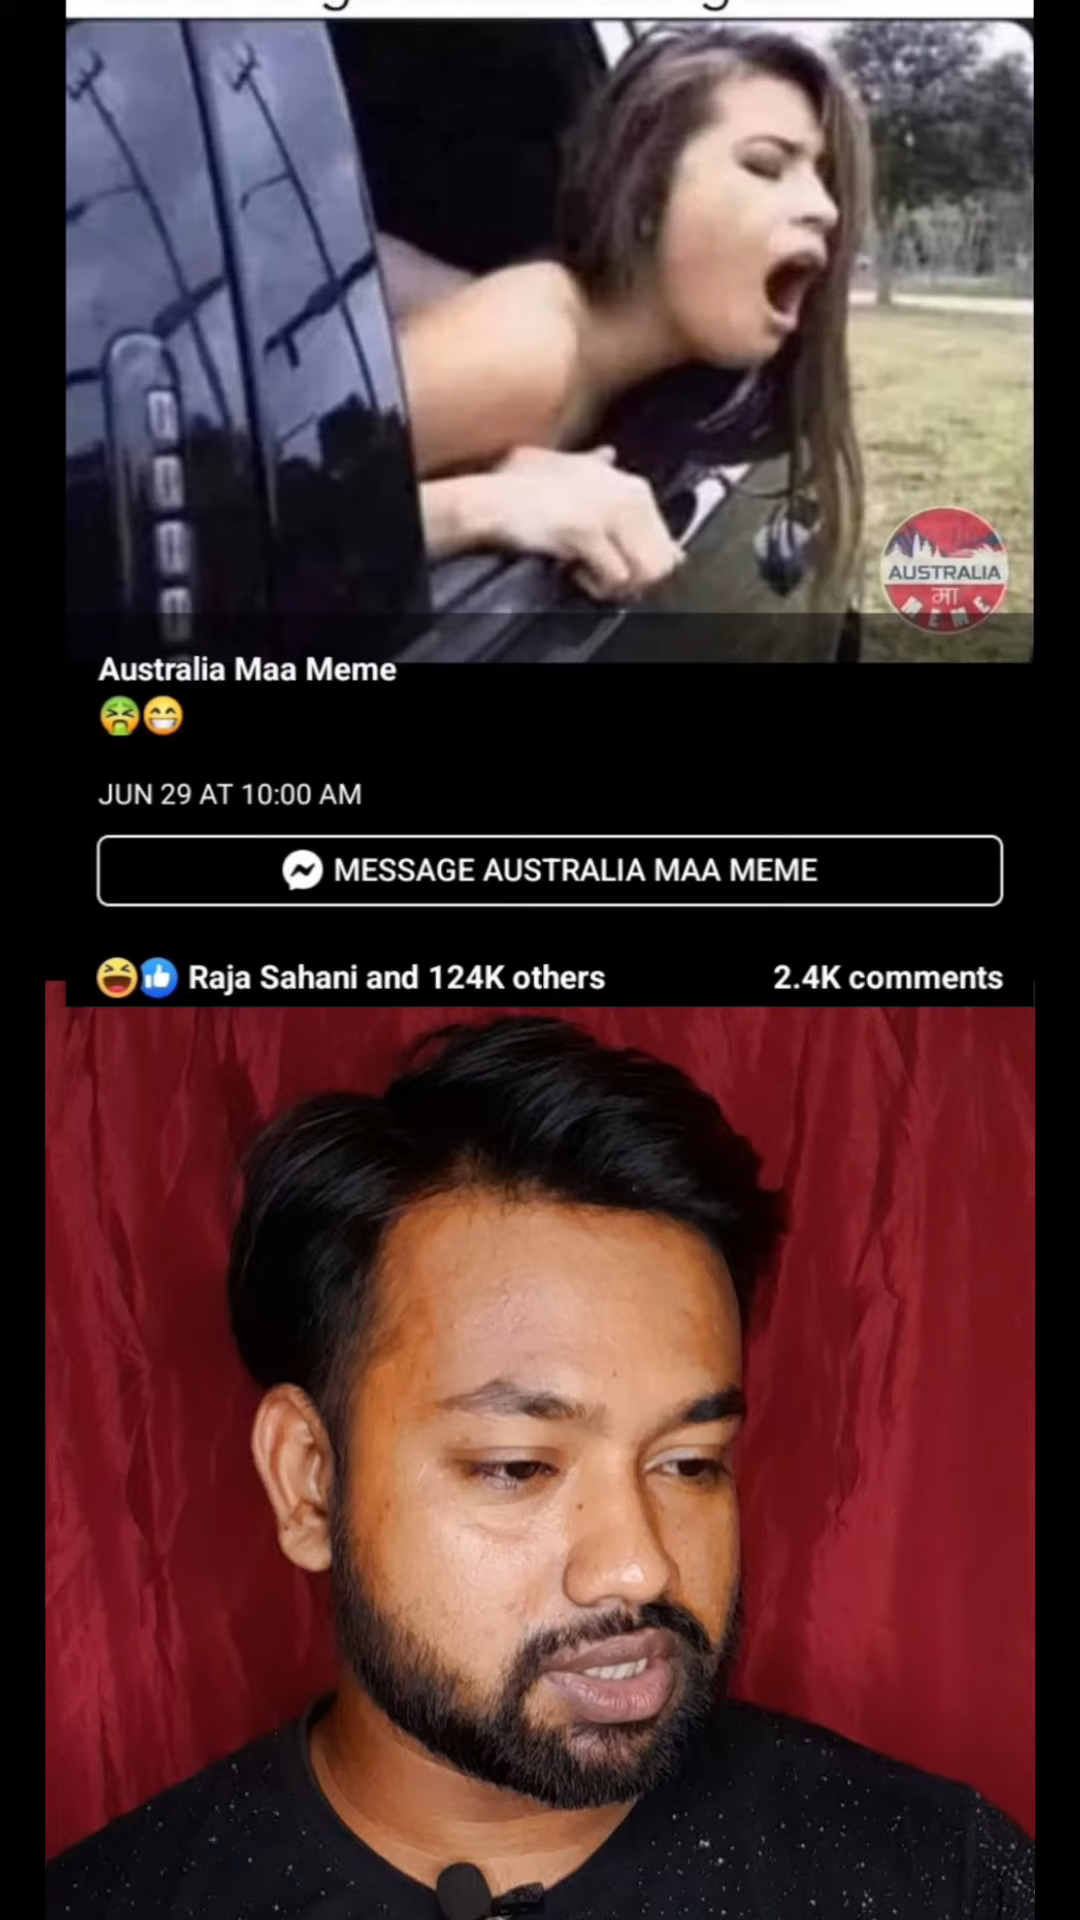 AUSTRALIA
मा
MEME
Australia Maa Meme
🤮😁
JUN 29 AT 10:00 AM
MESSAGE AUSTRALIA MAA MEME
Raja Sahani and 124K others
2.4K comments